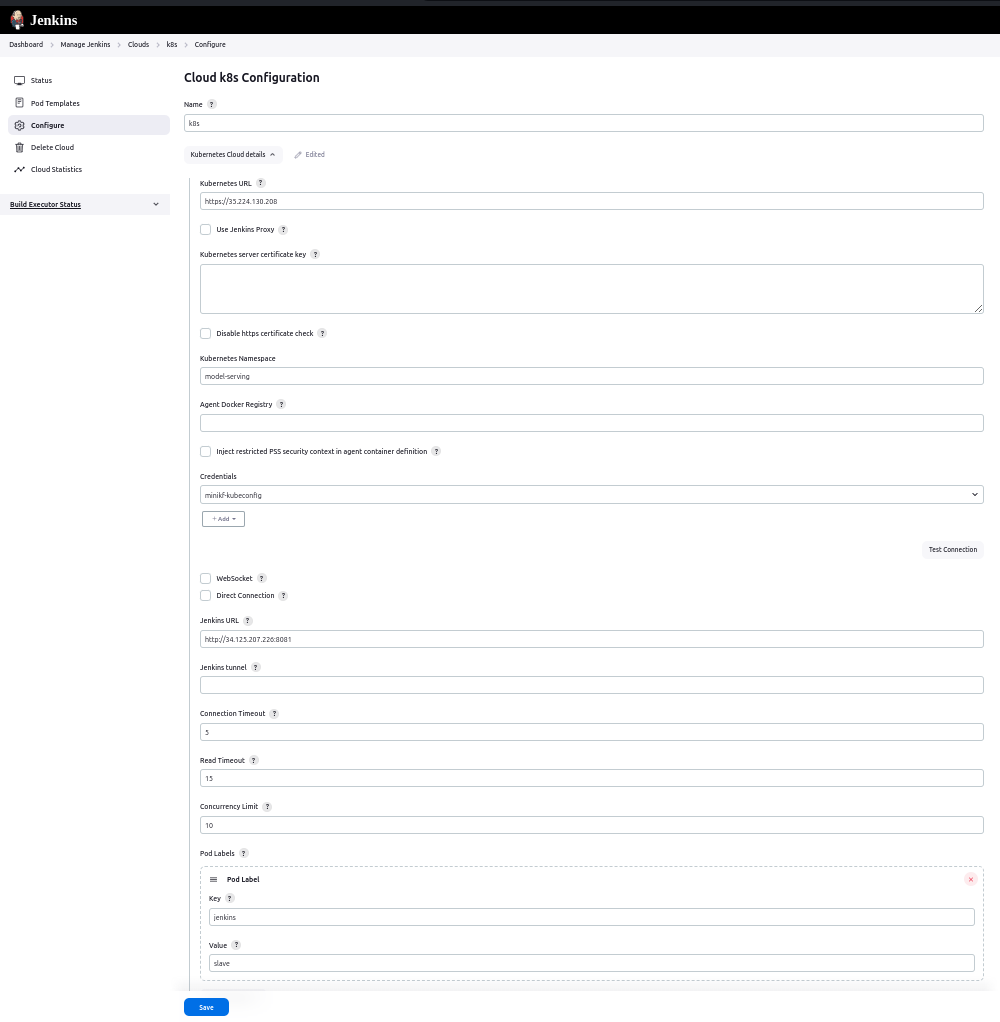 Jenkins
Dashboard > Manage Jenkins > Clouds > k8s > Configure
Status
Pod Templates
Configure
Delete Cloud
Cloud Statistics
Build Executor Status
Cloud k8s Configuration
Name ?
k8s
Kubernetes Cloud details
Edited
Kubernetes URL ?
https://35.224.130.208
Use Jenkins Proxy ?
Kubernetes server certificate key ?
Disable https certificate check ?
Kubernetes Namespace
model-serving
Agent Docker Registry ?
Inject restricted PSS security context in agent container definition ?
Credentials
minikf-kubeconfig
+ Add
Test Connection
WebSocket ?
Direct Connection ?
Jenkins URL ?
http://34.125.207.226:8081
Jenkins tunnel ?
Connection Timeout ?
5
Read Timeout ?
15
Concurrency Limit ?
10
Pod Labels ?
Pod Label
Key ?
jenkins
Value ?
slave
Save